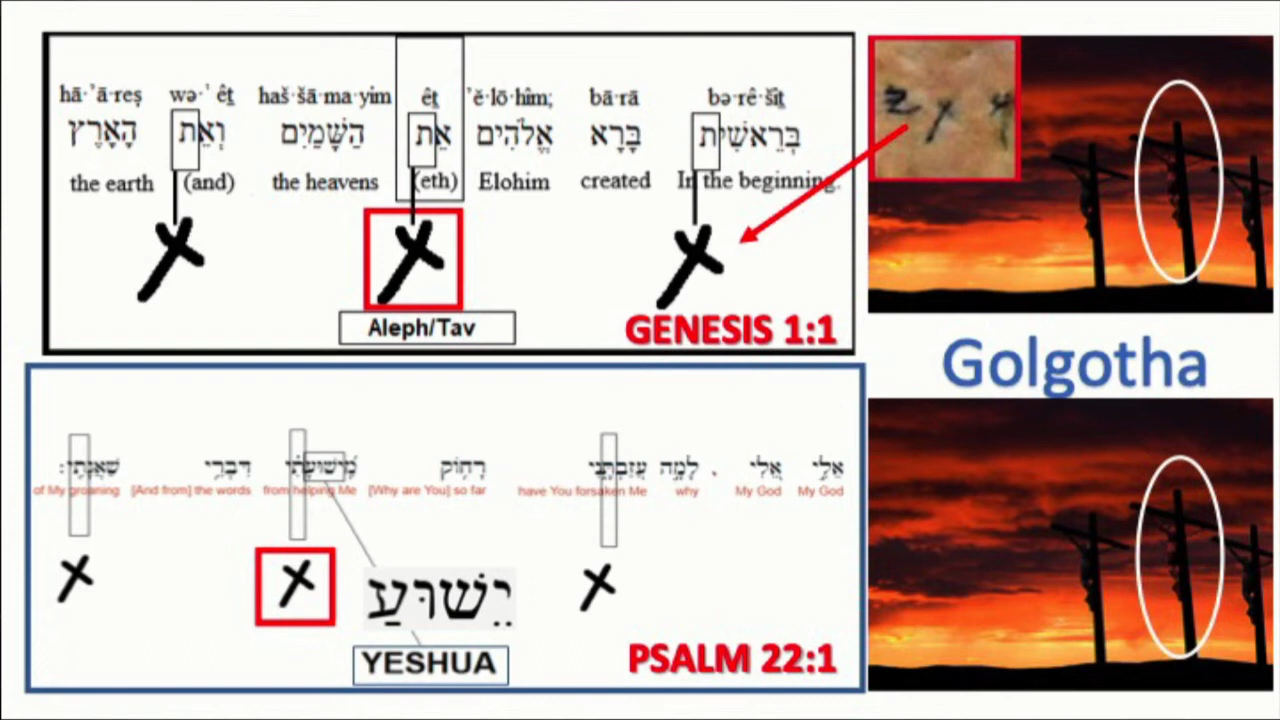 hā·’ā·reṣ wə·’êṯ haš·šā·ma·yim êṯ ’ĕ·lō·hîm; bā·rā bə·rê·šîṯ
הָאָרֶץ וְאֵת הַשָּׁמַיִם אֵת אֱלֹהִים בָּרָא בְּרֵאשִׁית
the earth (and) the heavens (eth) Elohim created In the beginning.
Aleph/Tav
GENESIS 1:1
Golgotha
אֵלִי אֵלִי לָמָה עֲזַבְתָּנִי רָחוֹק מִישׁוּעָתִי דִּבְרֵי שַׁאֲגָתִי:
of My groaning [And from] the words from helping Me [Why are You] so far have You forsaken Me why My God My God
יֵשׁוּעַ
YESHUA
PSALM 22:1